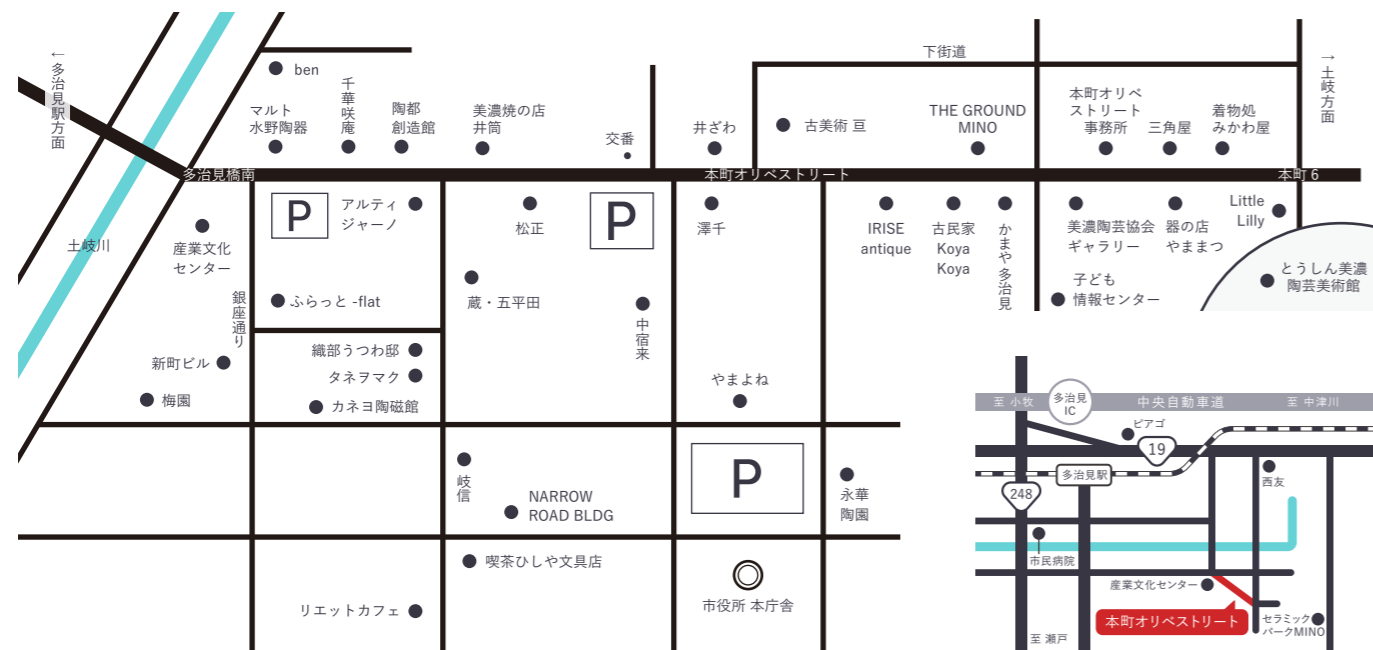 ← 多治見駅方面
ben
マルト
水野陶器
千華咲庵
陶都
創造館
美濃焼の店
井筒
交番
井ざわ
古美術 亘
下街道
THE GROUND
MINO
本町オリベ
ストリート
事務所
三角屋
着物処
みかわ屋
→ 土岐方面
多治見橋南
本町オリベストリート
本町 6
土岐川
産業文化
センター
P
アルティ
ジャーノ
松正
P
澤千
IRISE
antique
古民家
Koya
Koya
かまや多治見
美濃陶芸協会
ギャラリー
器の店
やままつ
Little
Lilly
とうしん美濃
陶芸美術館
子ども
情報センター
銀座通り
ふらっと -flat
蔵・五平田
中宿来
新町ビル
織部うつわ邸
タネヲマク
梅園
カネヨ陶磁館
やまよね
岐信
NARROW
ROAD BLDG
P
永華
陶園
喫茶ひしや文具店
市役所 本庁舎
リエットカフェ
至 小牧
多治見
IC
中央自動車道
至 中津川
ピアゴ
19
多治見駅
248
西友
市民病院
産業文化センター
本町オリベストリート
セラミック
パークMINO
至 瀬戸